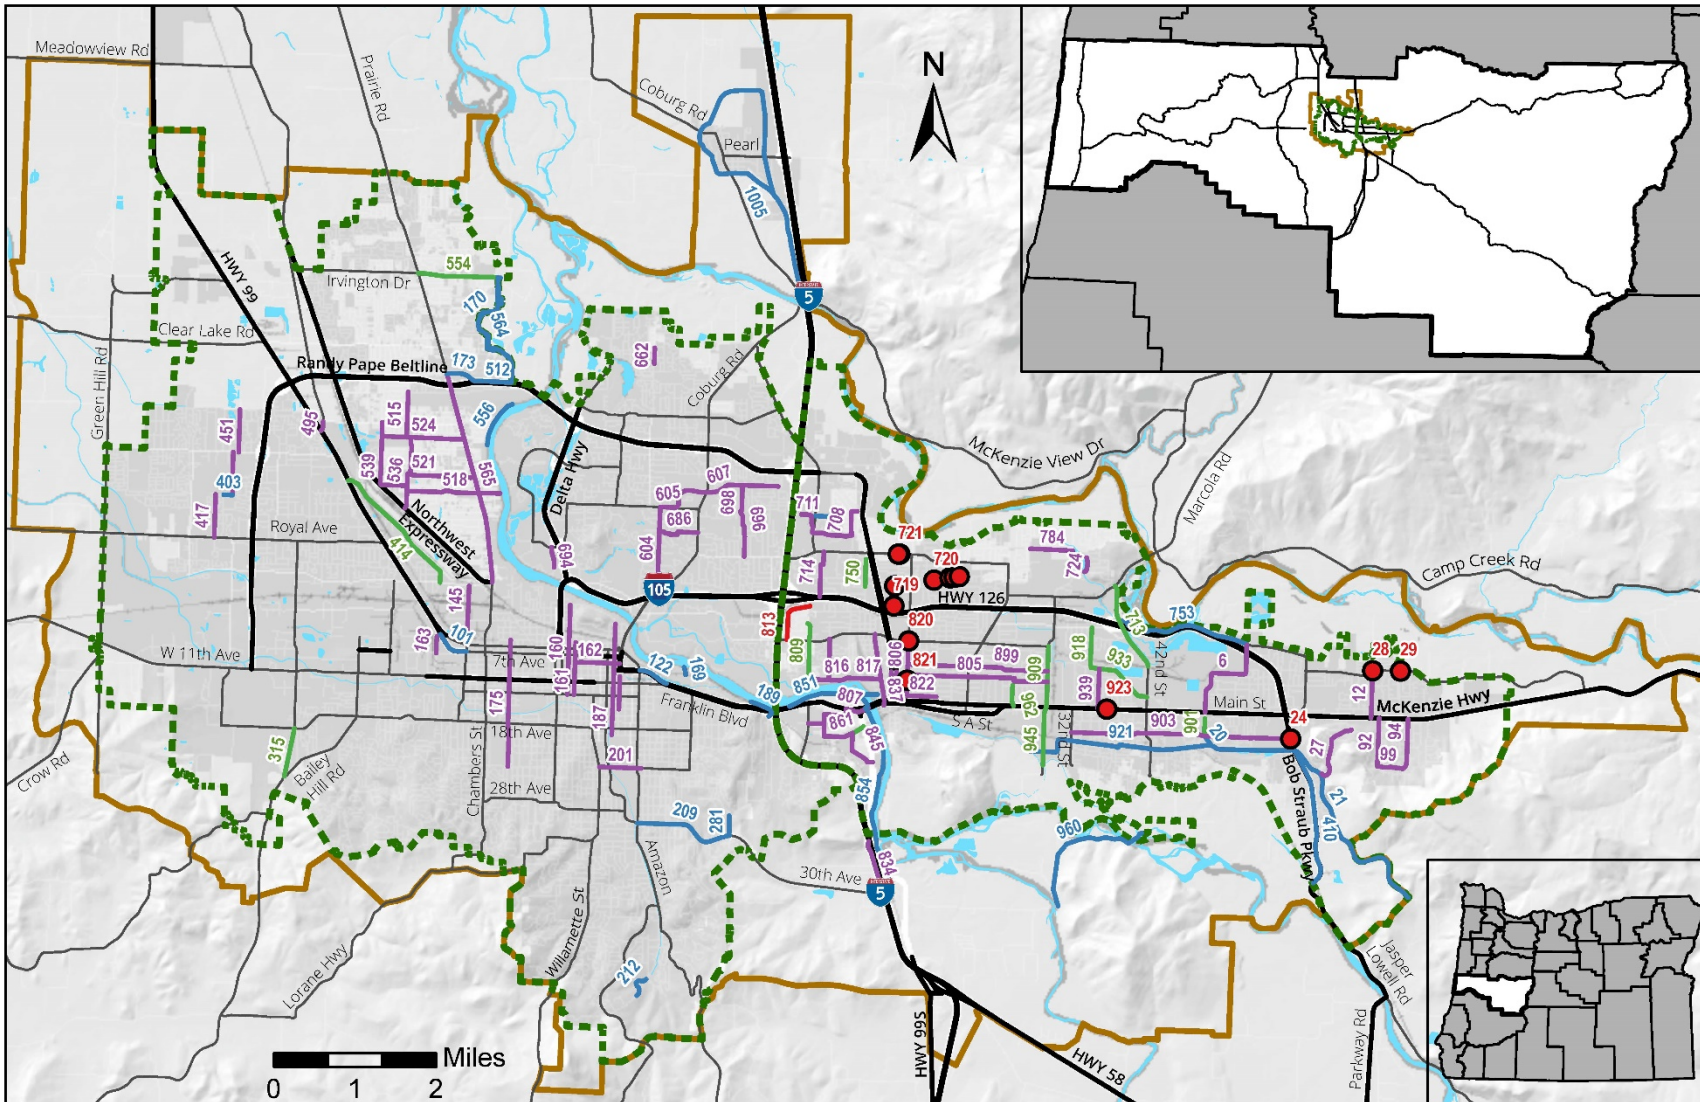 Meadowview Rd
Prairie Rd
Coburg Rd
N
Pearl
1005
HWY 99
554
Irvington Dr
5
170
564
Clear Lake Rd
662
Randy Pape Beltline
173
512
Coburg Rd
Green Hill Rd
451
495
515
524
556
McKenzie View Dr
Marcola Rd
539
536
521
518
565
Delta Hwy
607
403
605
698
696
711
708
417
Royal Ave
Northwest
Expressway
686
414
604
721
784
724
Camp Creek Rd
664
714
750
720
719
105
HWY 126
145
813
820
713
753
163
101
809
918
W 11th Ave
7th Ave
160
162
816
817
806
821
805
899
909
933
42nd St
6
28
29
161
122
169
851
837
822
939
923
12
175
189
807
962
Main St
McKenzie Hwy
187
Franklin Blvd
861
S A St
903
901
24
18th Ave
845
945
32nd St
921
20
27
92
94
99
315
201
Bailey
Hill Rd
Crow Rd
Chambers St
28th Ave
854
Bob Straub Pkwy
21
410
209
281
960
Amazon
834
30th Ave
5
Willamette St
Lorane Hwy
212
Jasper
Lowell Rd
HWY 99S
HWY 58
Parkway Rd
Miles
0 1 2